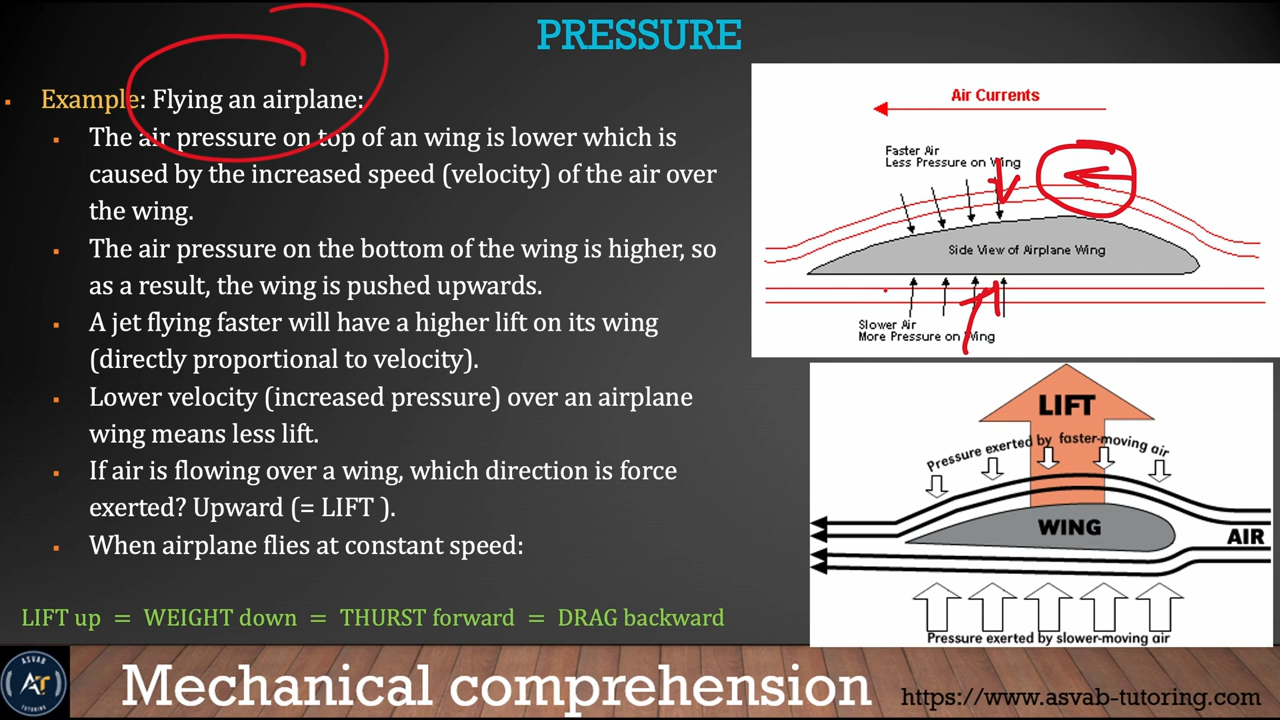 PRESSURE
Example: Flying an airplane:
The air pressure on top of an wing is lower which is
caused by the increased speed (velocity) of the air over
the wing.
The air pressure on the bottom of the wing is higher, so
as a result, the wing is pushed upwards.
A jet flying faster will have a higher lift on its wing
(directly proportional to velocity).
Lower velocity (increased pressure) over an airplane
wing means less lift.
If air is flowing over a wing, which direction is force
exerted? Upward (= LIFT ).
When airplane flies at constant speed:
LIFT up = WEIGHT down = THURST forward = DRAG backward
Air Currents
Faster Air
Less Pressure on Wing
Side View of Airplane Wing
Slower Air
More Pressure on Wing
LIFT
Pressure exerted by faster-moving air
WING
AIR
Pressure exerted by slower-moving air
ASVAB
AT
TUTORING
Mechanical comprehension
https://www.asvab-tutoring.com